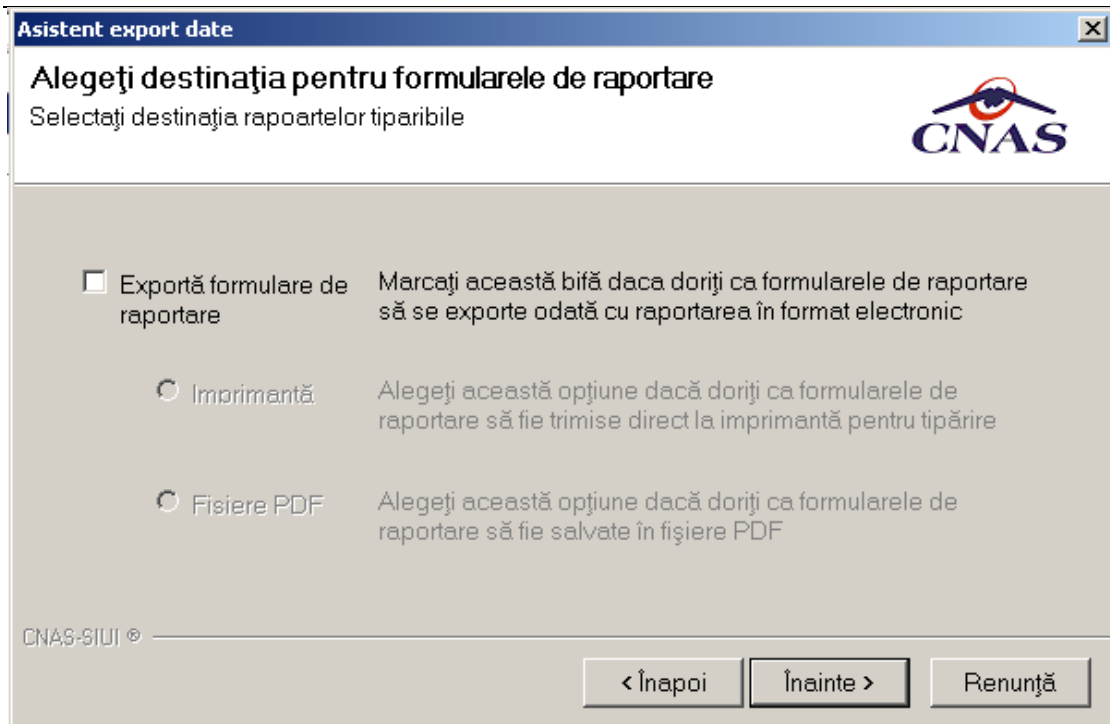 Asistent export date
Alegeţi destinaţia pentru formularele de raportare
Selectaţi destinaţia rapoartelor tiparibile
CNAS
Exportă formulare de
raportare
Marcaţi această bifă daca doriţi ca formularele de raportare
să se exporte odată cu raportarea în format electronic
Imprimantă
Alegeţi această opţiune dacă doriţi ca formularele de
raportare să fie trimise direct la imprimantă pentru tipărire
Fisiere PDF
Alegeţi această opţiune dacă doriţi ca formularele de
raportare să fie salvate în fişiere PDF
CNAS-SIUI ®
< Înapoi
Înainte >
Renunţă